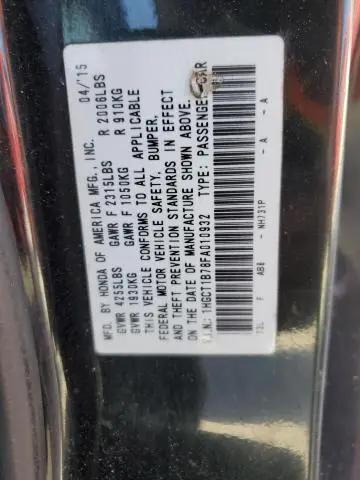 MFD. BY HONDA OF AMERICA MFG., INC. 04/15
GVWR 4255LBS GAWR F 2315LBS R 2006LBS
GVWR 1930KG GAWR F 1050KG R 910KG
THIS VEHICLE CONFORMS TO ALL APPLICABLE
FEDERAL MOTOR VEHICLE SAFETY, BUMPER,
AND THEFT PREVENTION STANDARDS IN EFFECT
ON THE DATE OF MANUFACTURE SHOWN ABOVE.
V.I.N.: 1HGCT1B78FA010932 TYPE: PASSENGER CAR
T3L F AB8 - NH731P - A - A